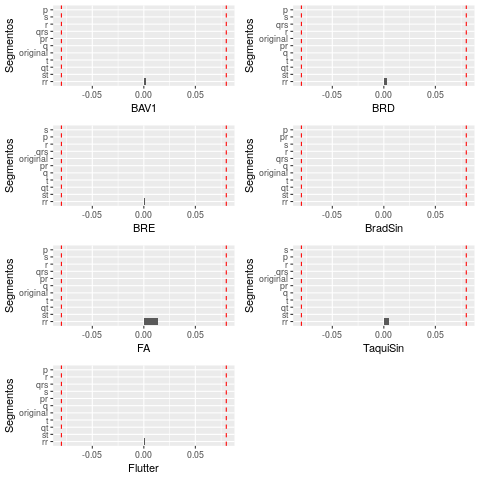 Segmentos
p
s
r
qrs
pr
q
original
t
qt
st
rr
-0.05 0.00 0.05
BAV1
Segmentos
p
s
r
qrs
original
pr
q
t
qt
st
rr
-0.05 0.00 0.05
BRD
Segmentos
s
p
r
qrs
original
pr
q
t
qt
st
rr
-0.05 0.00 0.05
BRE
Segmentos
p
pr
s
r
qrs
q
original
t
qt
st
rr
-0.05 0.00 0.05
BradSin
Segmentos
p
s
r
qrs
pr
q
original
t
qt
st
rr
-0.05 0.00 0.05
FA
Segmentos
s
p
r
qrs
pr
q
original
t
qt
st
rr
-0.05 0.00 0.05
TaquiSin
Segmentos
p
r
s
qrs
pr
q
original
t
qt
st
rr
-0.05 0.00 0.05
Flutter